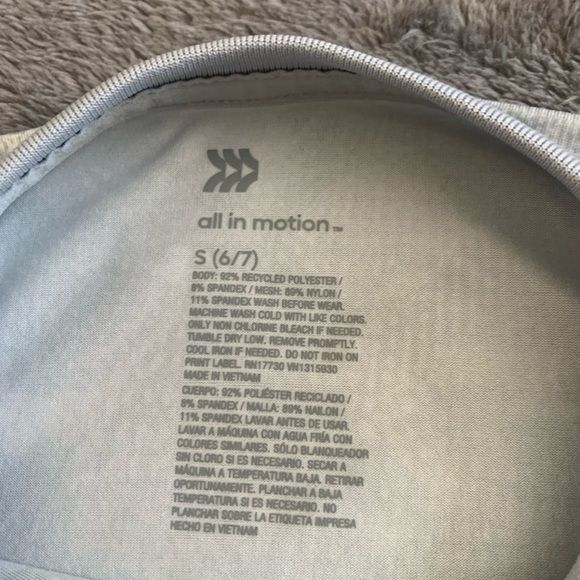 all in motion™
S (6/7)
BODY: 92% RECYCLED POLYESTER /
8% SPANDEX / MESH: 89% NYLON /
11% SPANDEX WASH BEFORE WEAR.
MACHINE WASH COLD WITH LIKE COLORS.
ONLY NON CHLORINE BLEACH IF NEEDED.
TUMBLE DRY LOW. REMOVE PROMPTLY.
COOL IRON IF NEEDED. DO NOT IRON ON
PRINT LABEL. RN17730 VN1315930
MADE IN VIETNAM
CUERPO: 92% POLIÉSTER RECICLADO /
8% SPANDEX / MALLA: 89% NAILON /
11% SPANDEX LAVAR ANTES DE USAR.
LAVAR A MÁQUINA CON AGUA FRÍA CON
COLORES SIMILARES. SÓLO BLANQUEADOR
SIN CLORO SI ES NECESARIO. SECAR A
MÁQUINA A TEMPERATURA BAJA. RETIRAR
OPORTUNAMENTE. PLANCHAR A BAJA
TEMPERATURA SI ES NECESARIO. NO
PLANCHAR SOBRE LA ETIQUETA IMPRESA
HECHO EN VIETNAM